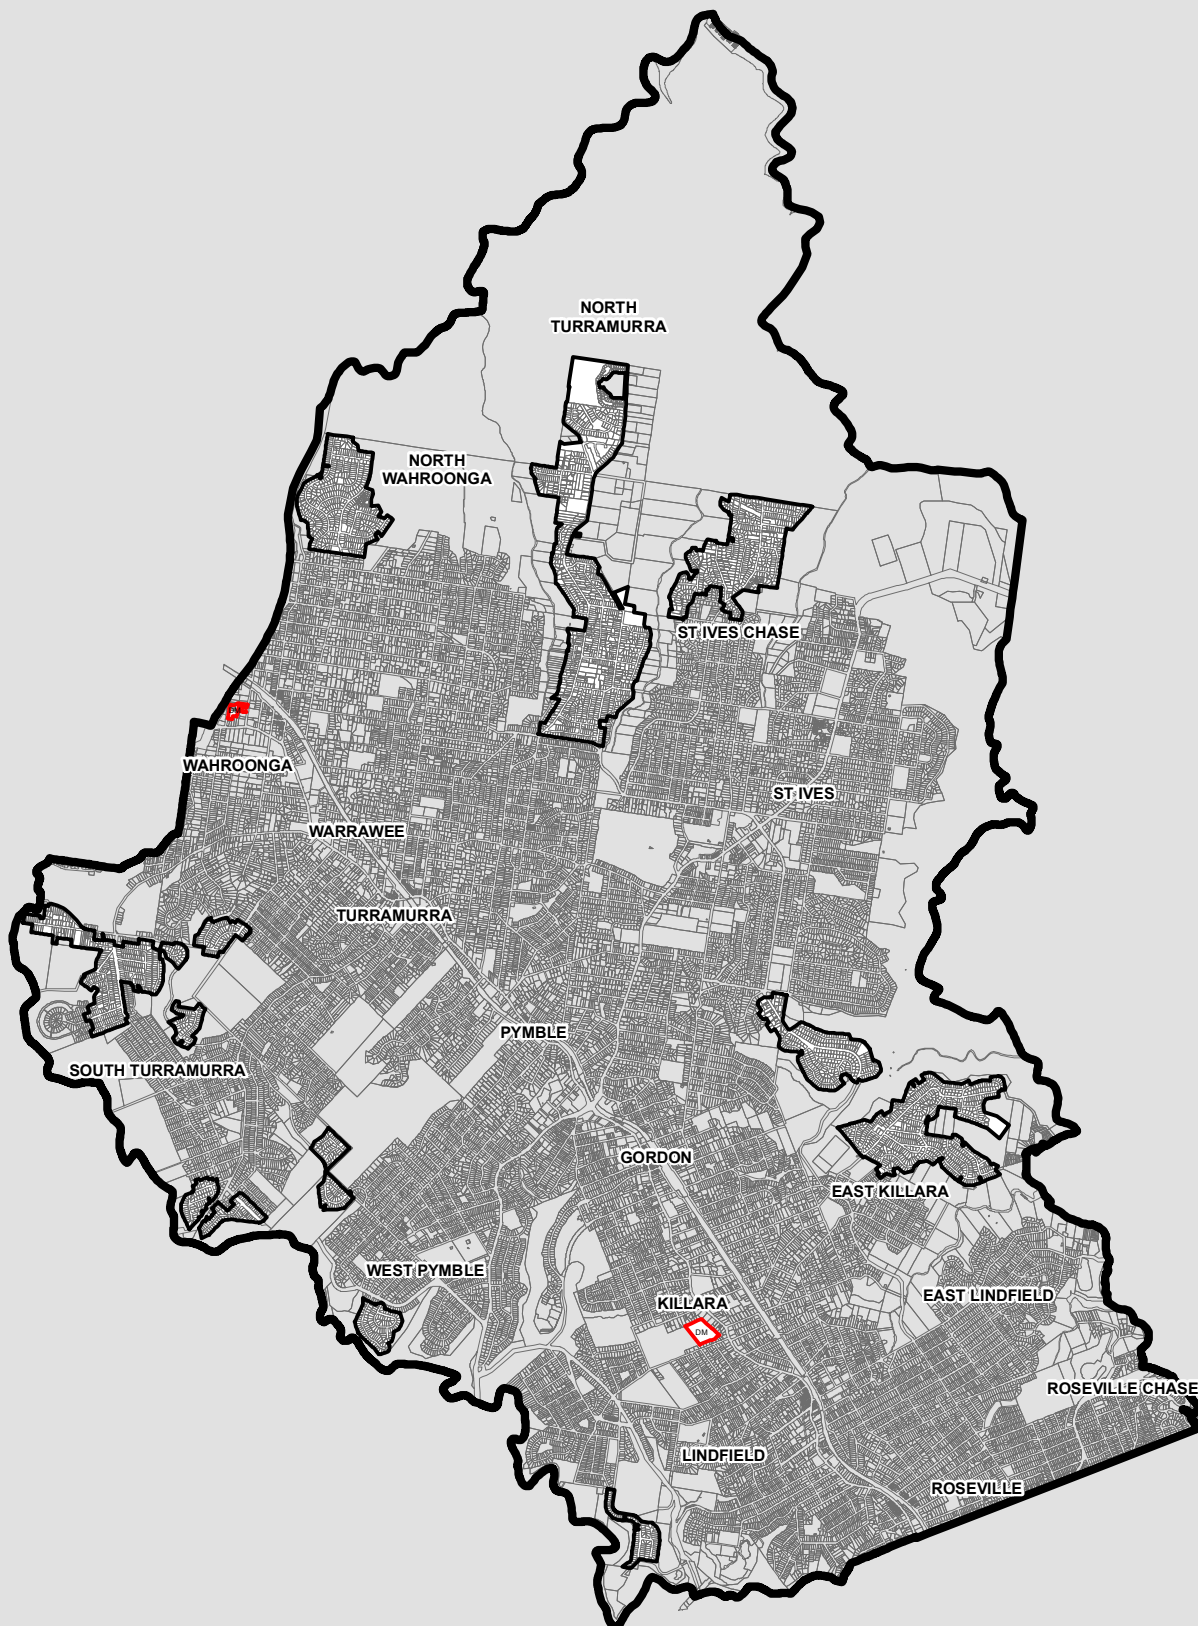 NORTH
TURRAMURRA
NORTH
WAHROONGA
ST IVES CHASE
WAHROONGA
ST IVES
WARRAWEE
TURRAMURRA
PYMBLE
SOUTH TURRAMURRA
GORDON
EAST KILLARA
WEST PYMBLE
EAST LINDFIELD
KILLARA
DM
ROSEVILLE CHASE
LINDFIELD
ROSEVILLE